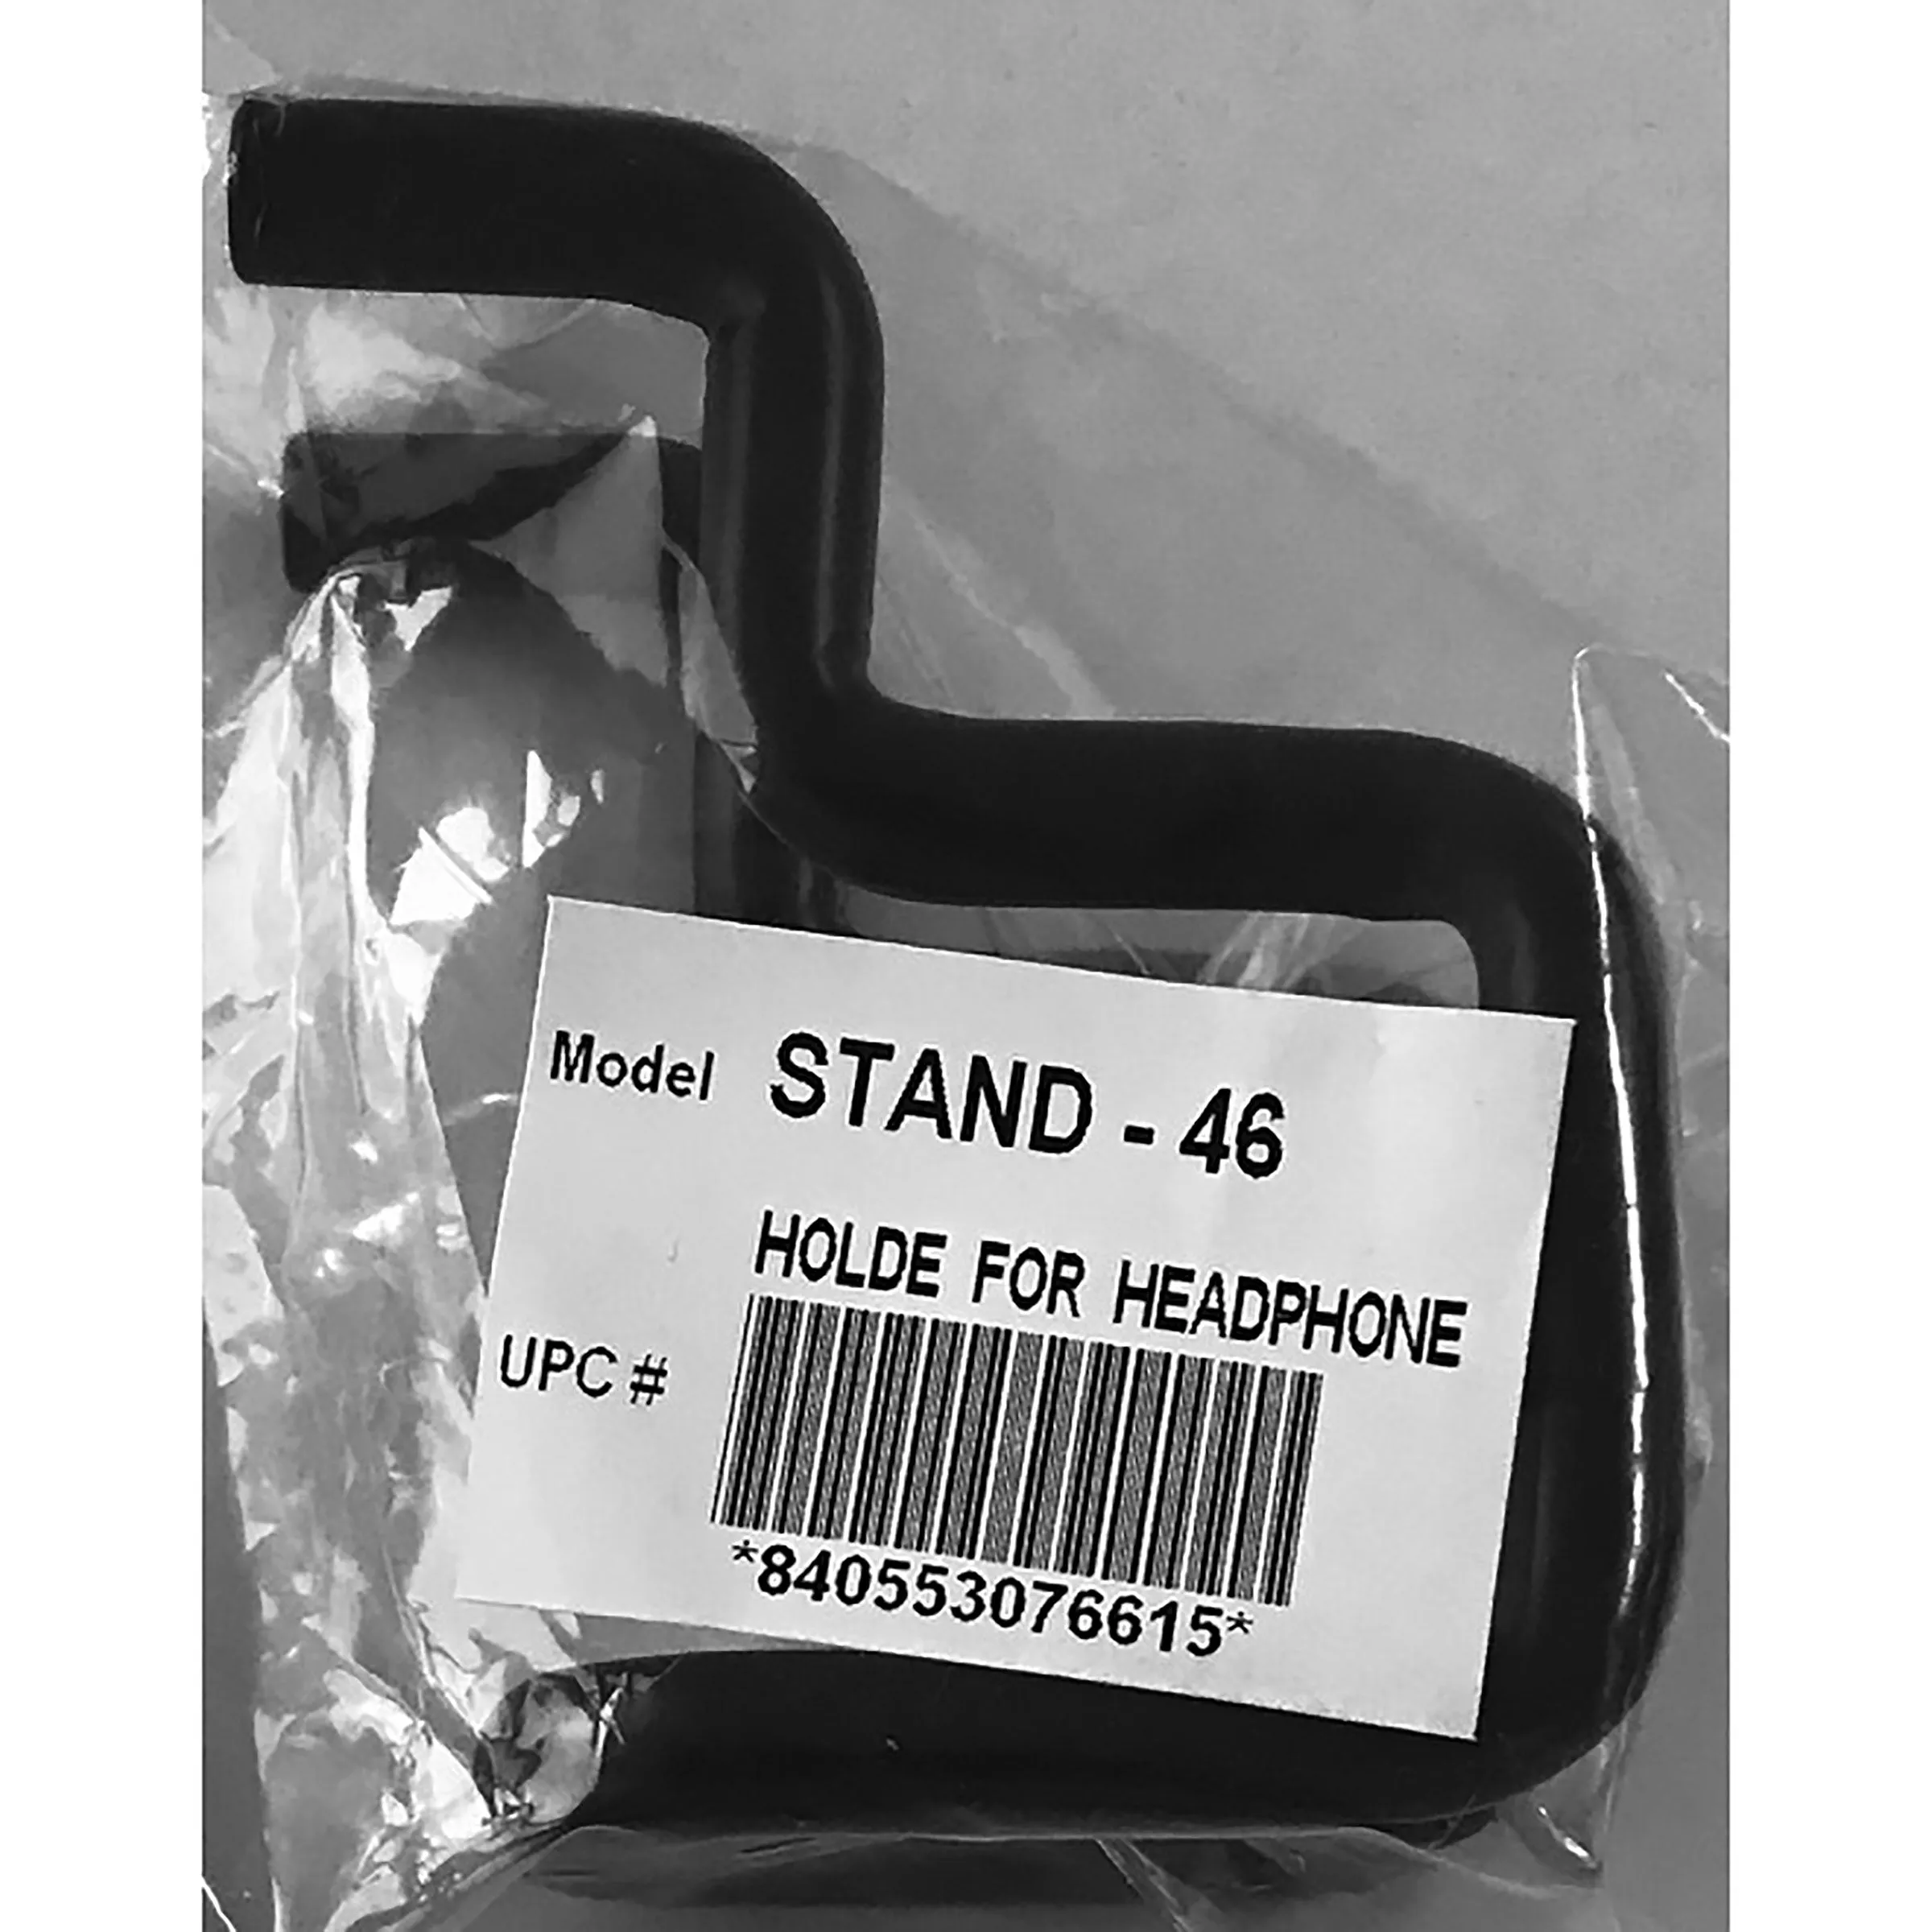 Model STAND - 46
HOLDE FOR HEADPHONE
UPC #
*840553076615*